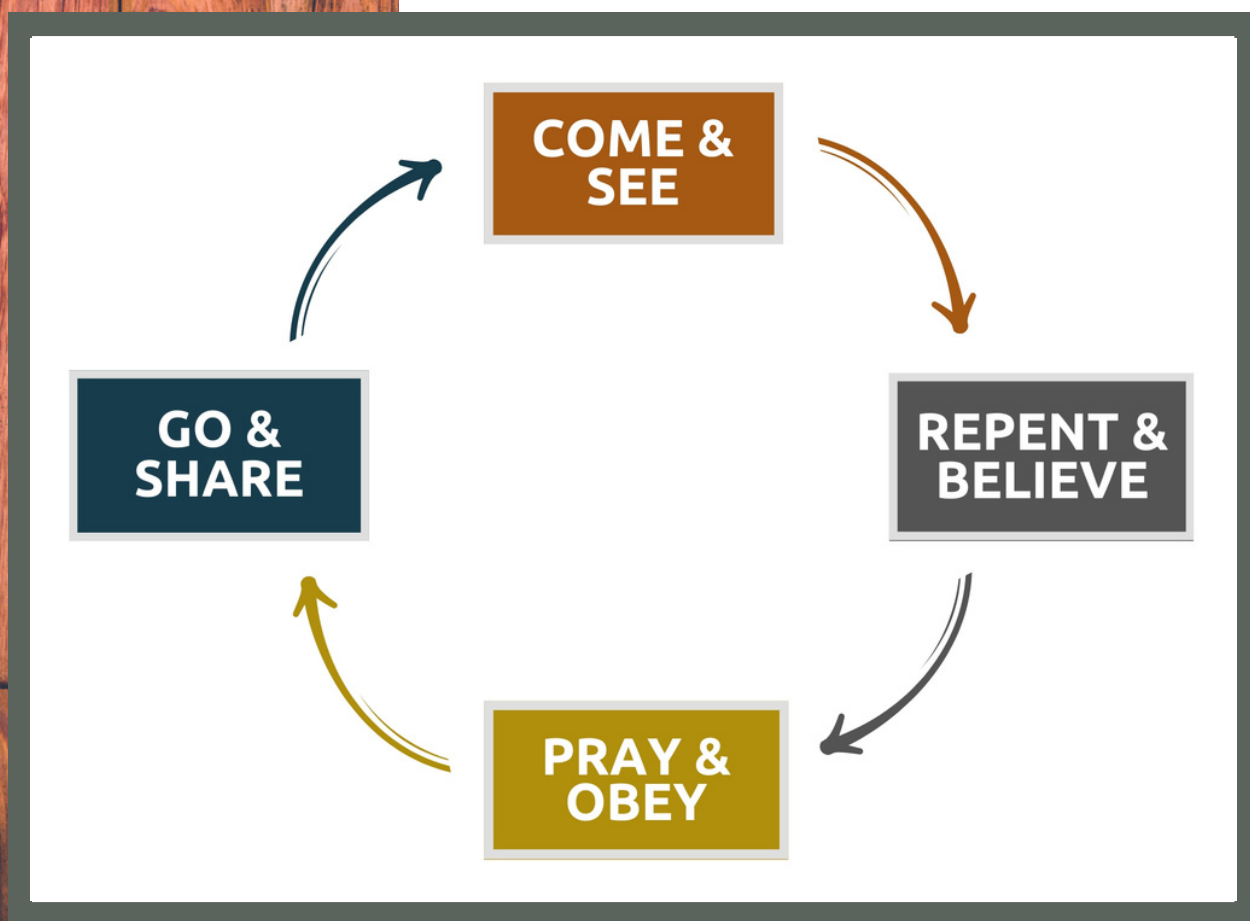 COME &
SEE
REPENT &
BELIEVE
PRAY &
OBEY
GO &
SHARE